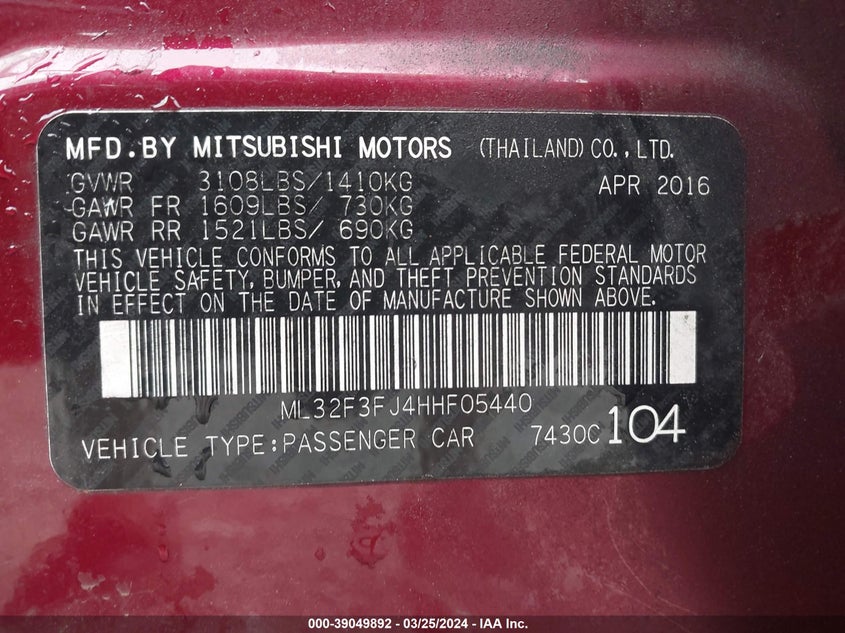 MFD.BY MITSUBISHI MOTORS (THAILAND) CO.,LTD.
GVWR 3108LBS/1410KG APR 2016
GAWR FR 1609LBS/ 730KG
GAWR RR 1521LBS/ 690KG
THIS VEHICLE CONFORMS TO ALL APPLICABLE FEDERAL MOTOR
VEHICLE SAFETY, BUMPER, AND THEFT PREVENTION STANDARDS
IN EFFECT ON THE DATE OF MANUFACTURE SHOWN ABOVE.
ML32F3FJ4HHF05440
VEHICLE TYPE:PASSENGER CAR 7430C 104
000-39049892 - 03/25/2024 - IAA Inc.